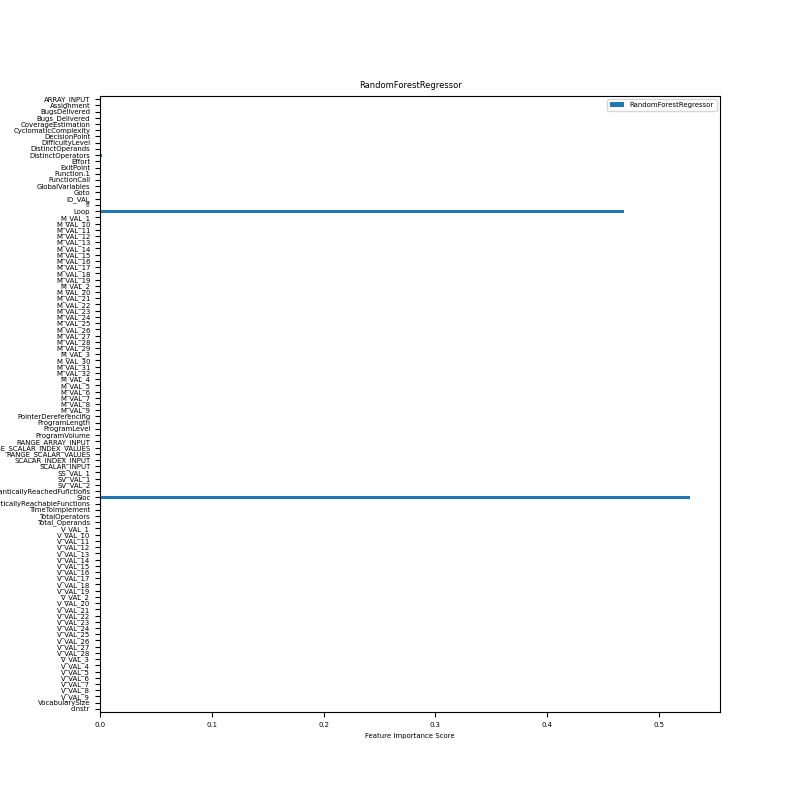 RandomForestRegressor
RandomForestRegressor
ARRAY_INPUT
Assignment
BugsDelivered
Bugs_Delivered
CoverageEstimation
CyclomaticComplexity
DecisionPoint
DifficultyLevel
DistinctOperands
DistinctOperators
Effort
ExitPoint
Function.1
FunctionCall
GlobalVariables
Goto
ID_VAL
If
Loop
M_VAL_1
M_VAL_10
M_VAL_11
M_VAL_12
M_VAL_13
M_VAL_14
M_VAL_15
M_VAL_16
M_VAL_17
M_VAL_18
M_VAL_19
M_VAL_2
M_VAL_20
M_VAL_21
M_VAL_22
M_VAL_23
M_VAL_24
M_VAL_25
M_VAL_26
M_VAL_27
M_VAL_28
M_VAL_29
M_VAL_3
M_VAL_30
M_VAL_31
M_VAL_32
M_VAL_4
M_VAL_5
M_VAL_6
M_VAL_7
M_VAL_8
M_VAL_9
PointerDereferencing
ProgramLength
ProgramLevel
ProgramVolume
RANGE_ARRAY_INPUT
E_SCALAR_INDEX_VALUES
RANGE_SCALAR_VALUES
SCALAR_INDEX_INPUT
SCALAR_INPUT
SS_VAL_1
SV_VAL_1
SV_VAL_2
anticallyReachedFunctions
Sloc
ticallyReachableFunctions
TimeToImplement
TotalOperators
Total_Operands
V_VAL_1
V_VAL_10
V_VAL_11
V_VAL_12
V_VAL_13
V_VAL_14
V_VAL_15
V_VAL_16
V_VAL_17
V_VAL_18
V_VAL_19
V_VAL_2
V_VAL_20
V_VAL_21
V_VAL_22
V_VAL_23
V_VAL_24
V_VAL_25
V_VAL_26
V_VAL_27
V_VAL_28
V_VAL_3
V_VAL_4
V_VAL_5
V_VAL_6
V_VAL_7
V_VAL_8
V_VAL_9
VocabularySize
cinstr
0.0 0.1 0.2 0.3 0.4 0.5
Feature Importance Score